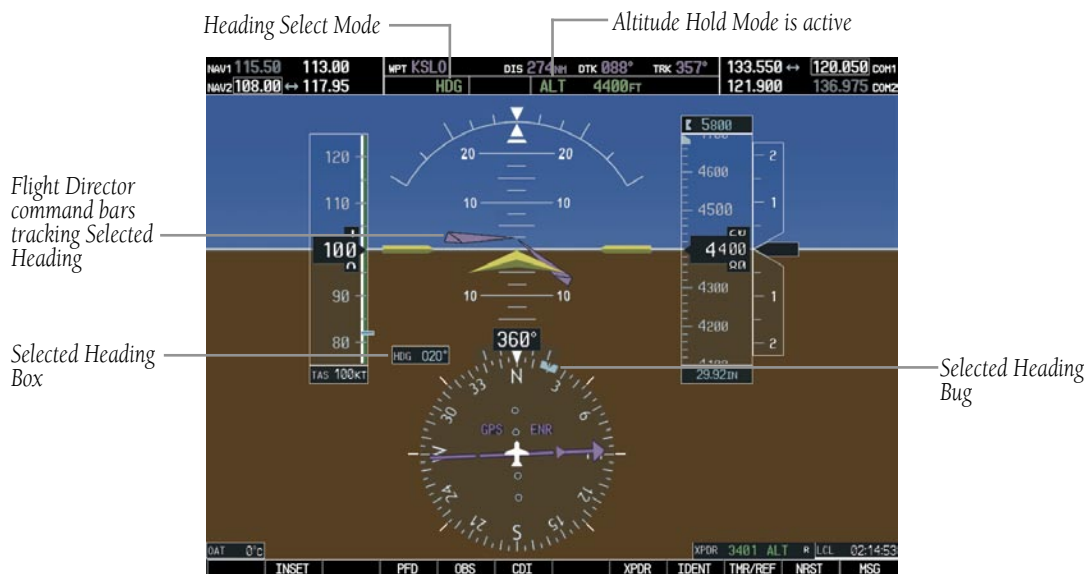 Heading Select Mode
Altitude Hold Mode is active
NAV1 115.50 113.00
NAV2 108.00 ↔ 117.95
WPT KSLO DIS 274NM DTK 088° TRK 357°
HDG ALT 4400FT
133.550 ↔ 120.050 COM1
121.900 136.975 COM2
Flight Director
command bars
tracking Selected
Heading
120
110
100
90
80
TAS 100KT
20 20
10 10
10 10
5800
4600
4500
4400
4300
4200
29.92IN
2
1
1
2
Selected Heading
Box
HDG 020°
360°
N
3
6
12
15
S
21
24
30
33
GPS ENR
Selected Heading
Bug
OAT 0°C
XPDR 3401 ALT R LCL 02:14:53
INSET PFD OBS CDI XPDR IDENT TMR/REF NRST MSG